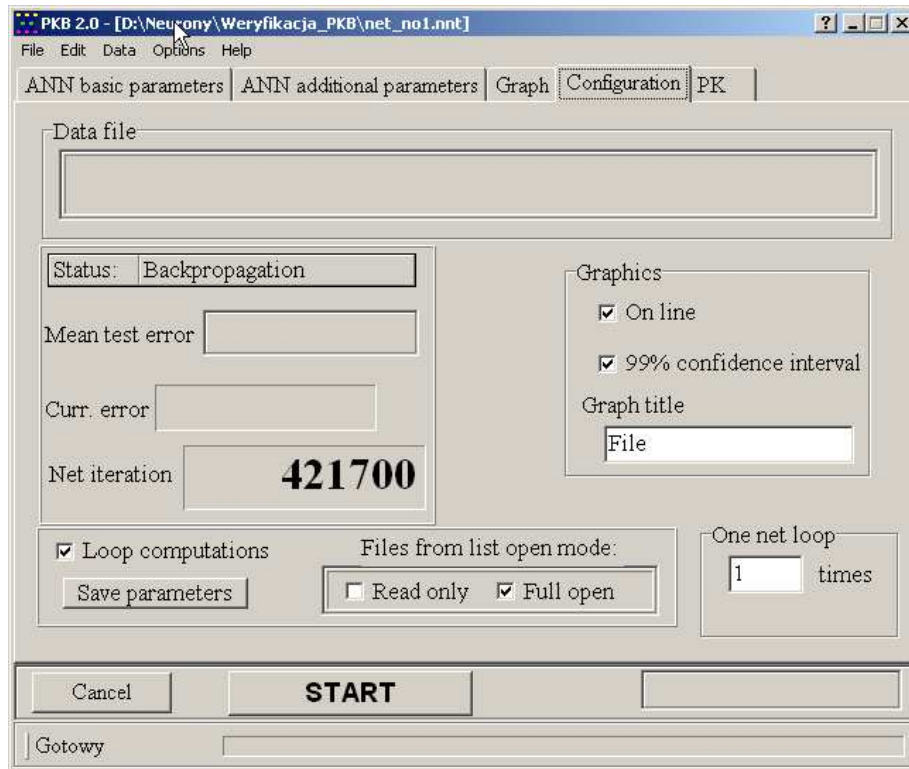 PKB 2.0 - [D:\Neurony\Weryfikacja_PKB\net_no1.nnt]
File Edit Data Options Help
ANN basic parameters ANN additional parameters Graph Configuration PK
Data file
Status: Backpropagation
Mean test error
Curr. error
Net iteration 421700
Graphics
On line
99% confidence interval
Graph title
File
Loop computations
Save parameters
Files from list open mode:
Read only Full open
One net loop
1 times
Cancel START
Gotowy